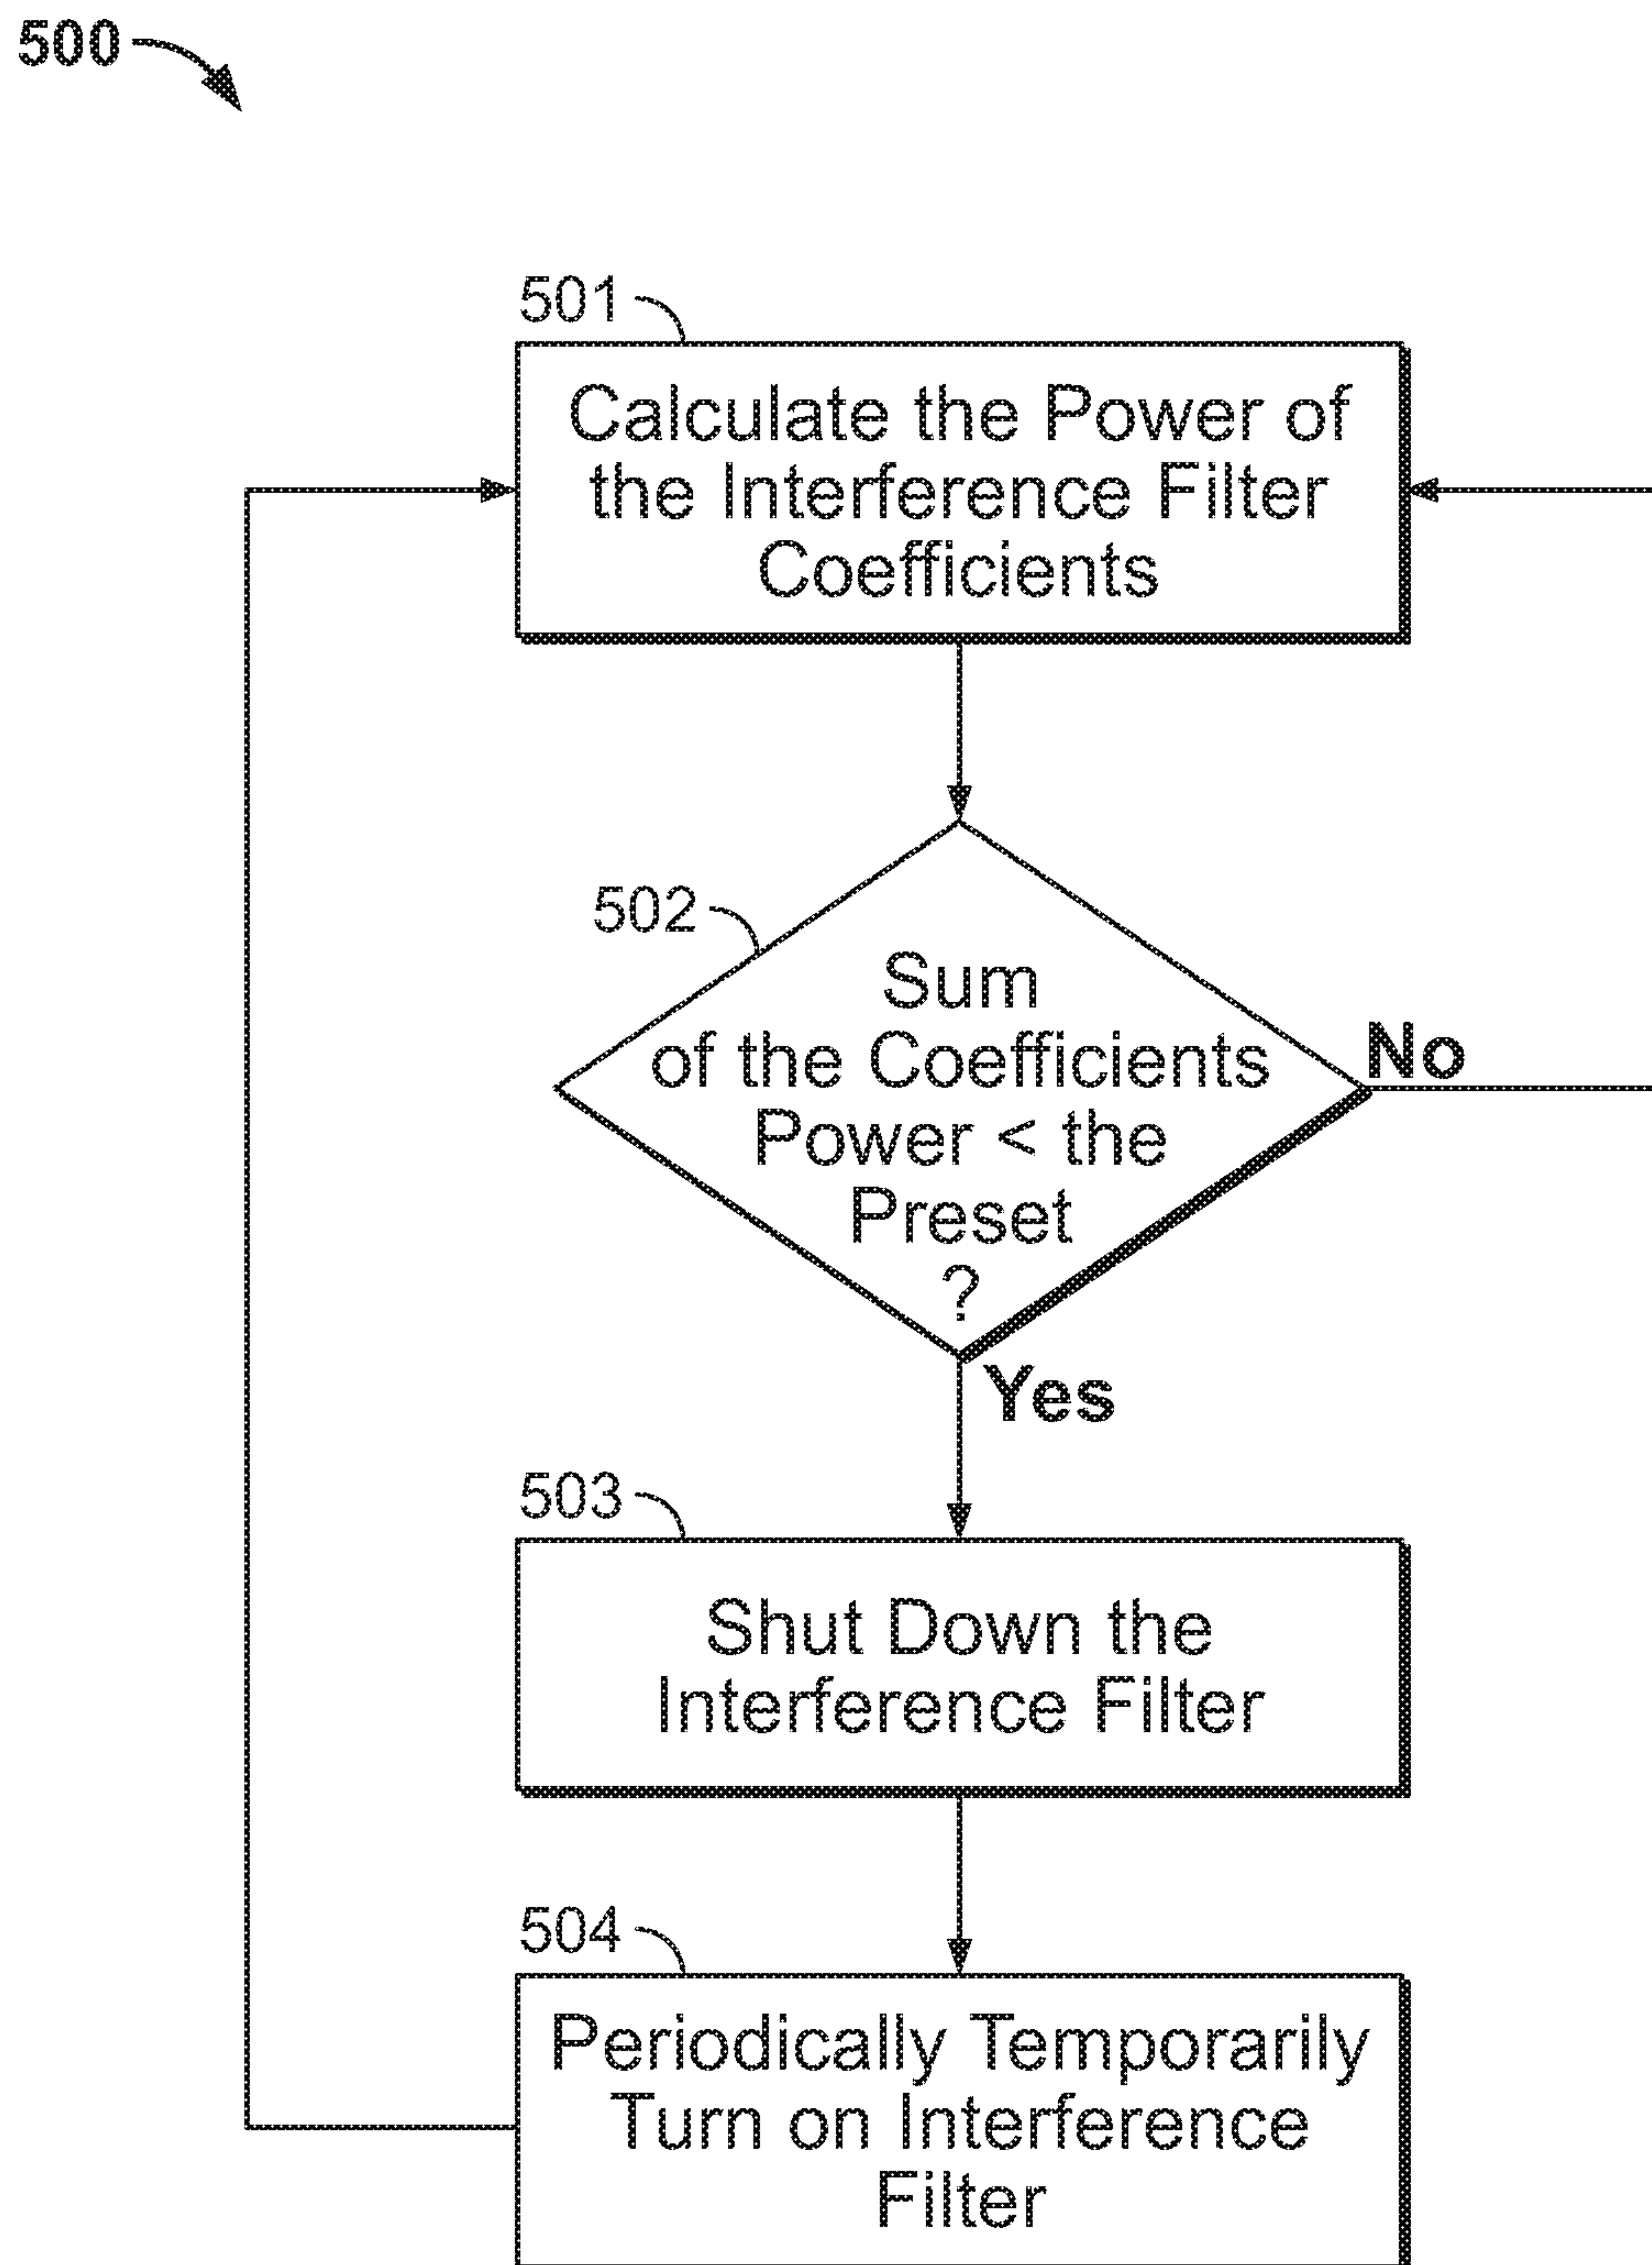 500
501
Calculate the Power of
the Interference Filter
Coefficients
502
Sum
of the Coefficients
Power < the
Preset
?
No
Yes
503
Shut Down the
Interference Filter
504
Periodically Temporarily
Turn on Interference
Filter